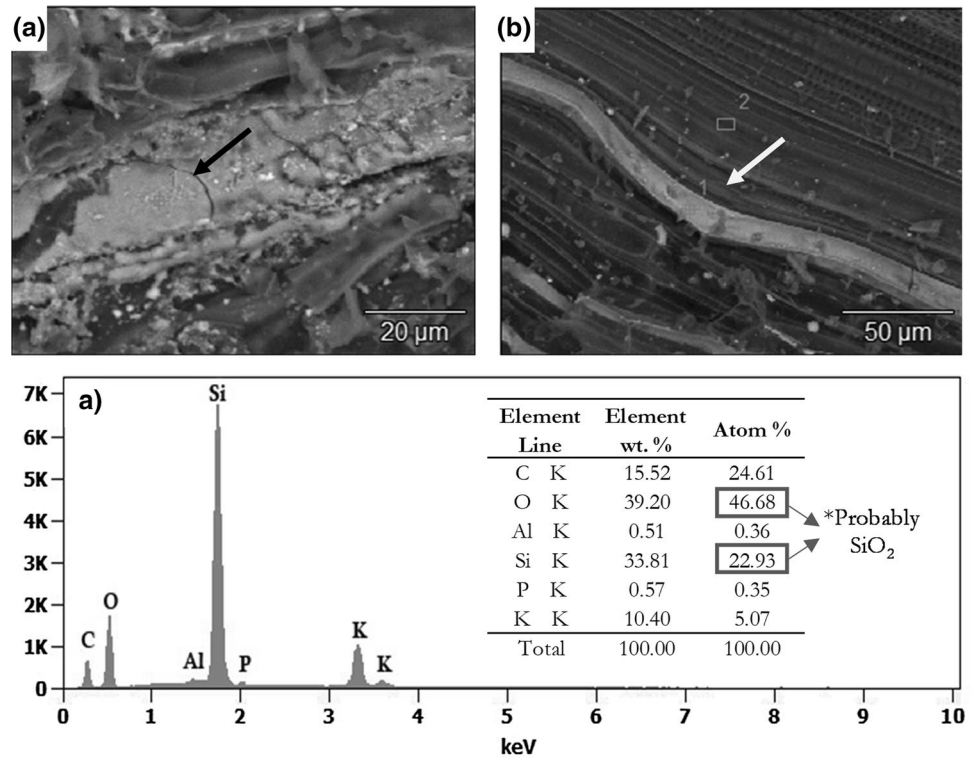 (a)
20 µm
(b)
2
1
50 µm
a)
7K
6K
5K
4K
3K
2K
1K
0
C
O
Al
Si
P
K
K
0 1 2 3 4 5 6 7 8 9 10
keV
Element Line Element wt. % Atom %
C K 15.52 24.61
O K 39.20 46.68
Al K 0.51 0.36
Si K 33.81 22.93
P K 0.57 0.35
K K 10.40 5.07
Total 100.00 100.00
*Probably
SiO₂